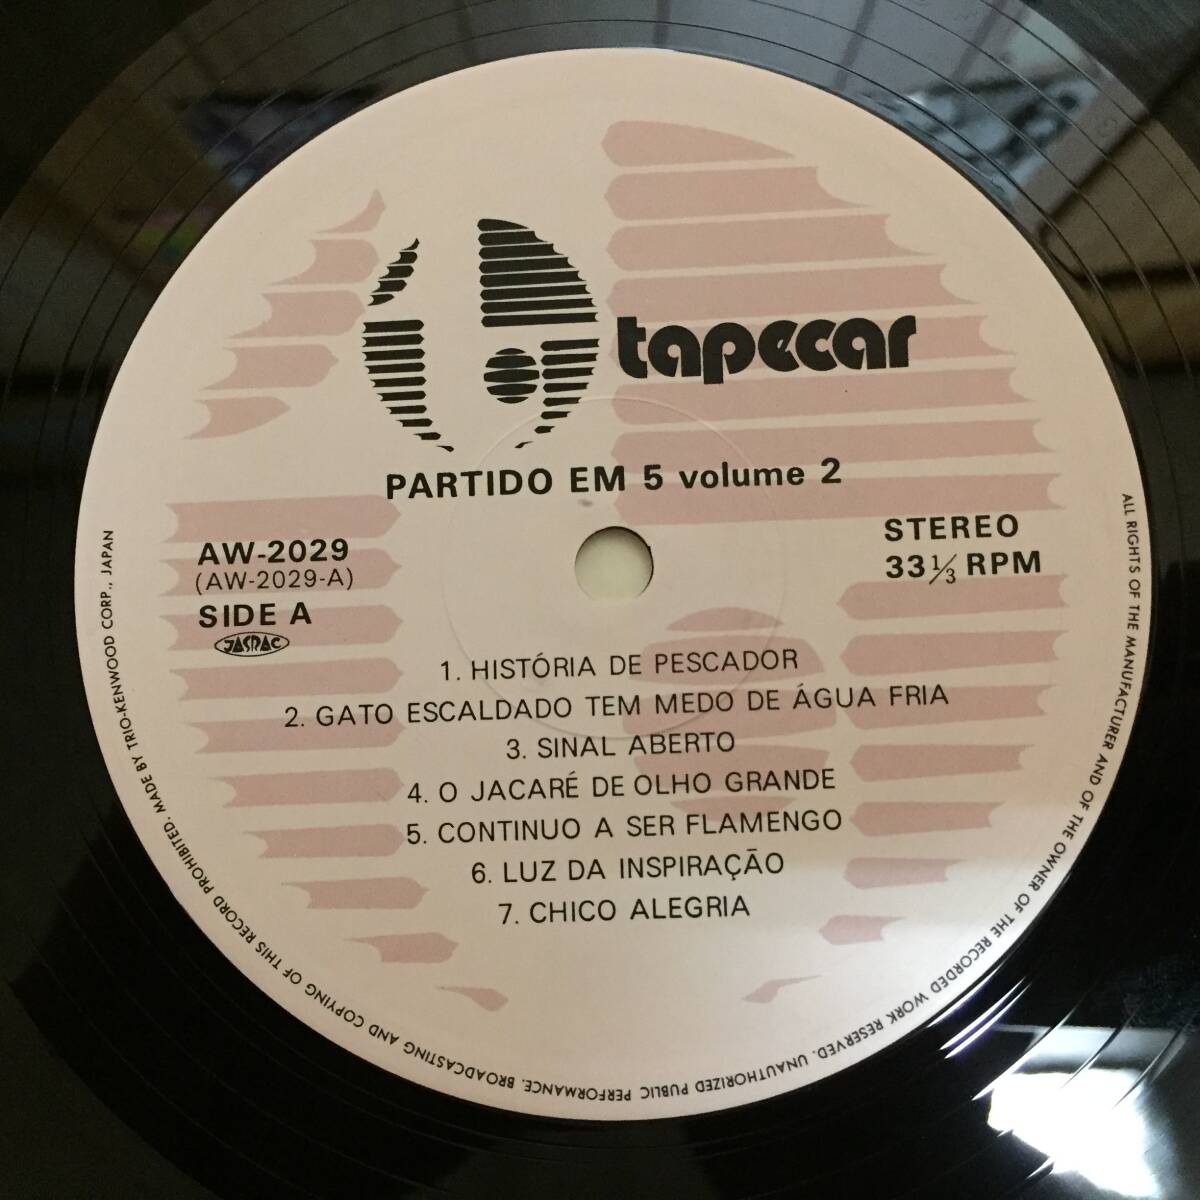 tapecar
PARTIDO EM 5 volume 2
AW-2029
(AW-2029-A)
SIDE A
JASRAC
STEREO
33 1/3 RPM
1. HISTÓRIA DE PESCADOR
2. GATO ESCALDADO TEM MEDO DE ÁGUA FRIA
3. SINAL ABERTO
4. O JACARÉ DE OLHO GRANDE
5. CONTINUO A SER FLAMENGO
6. LUZ DA INSPIRAÇÃO
7. CHICO ALEGRIA
ALL RIGHTS OF THE MANUFACTURER AND OF THE OWNER OF THE RECORDED WORK RESERVED. UNAUTHORIZED PUBLIC PERFORMANCE. BROADCASTING AND COPYING OF THIS RECORD PROHIBITED. MADE BY TRIO-KENWOOD CORP., JAPAN